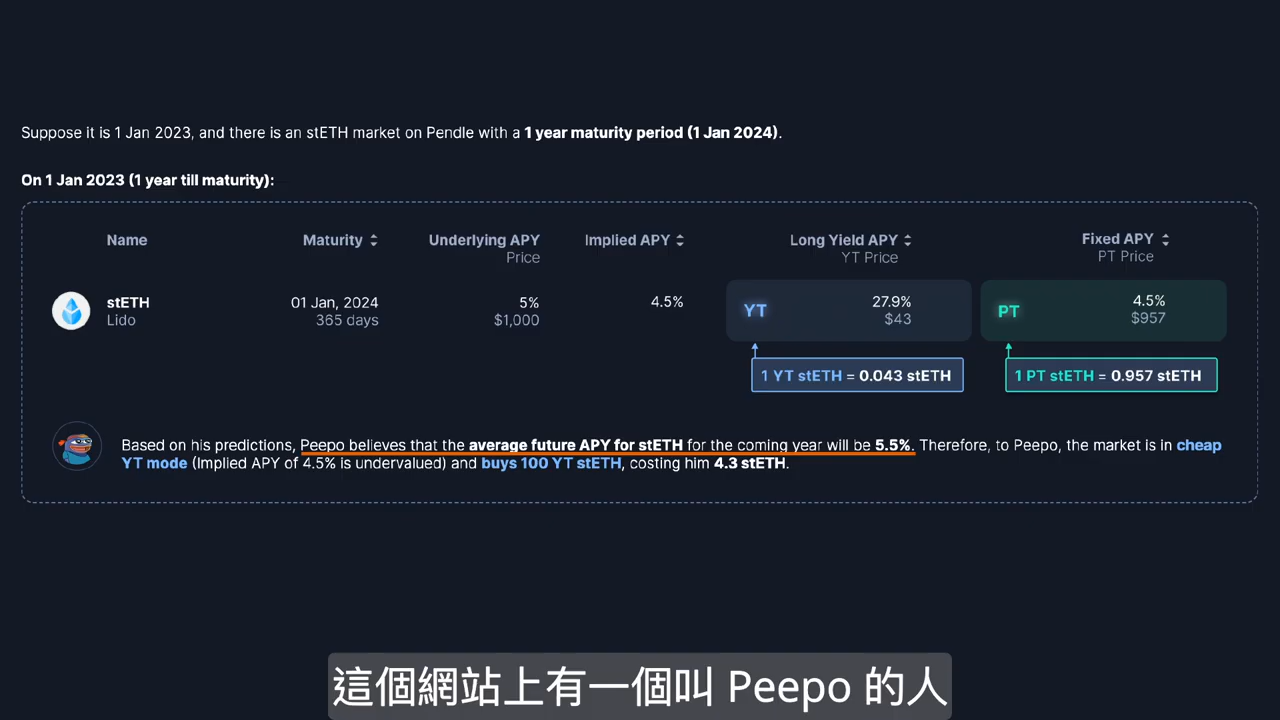 Suppose it is 1 Jan 2023, and there is an stETH market on Pendle with a 1 year maturity period (1 Jan 2024).
On 1 Jan 2023 (1 year till maturity):
Name Maturity Underlying APY Implied APY Long Yield APY Fixed APY
Price YT Price PT Price
stETH 01 Jan, 2024 5% 4.5% YT 27.9% PT 4.5%
Lido 365 days $1,000 $43 $957
1 YT stETH = 0.043 stETH 1 PT stETH = 0.957 stETH
Based on his predictions, Peepo believes that the average future APY for stETH for the coming year will be 5.5%. Therefore, to Peepo, the market is in cheap
YT mode (Implied APY of 4.5% is undervalued) and buys 100 YT stETH, costing him 4.3 stETH.
這個網站上有一個叫 Peepo 的人